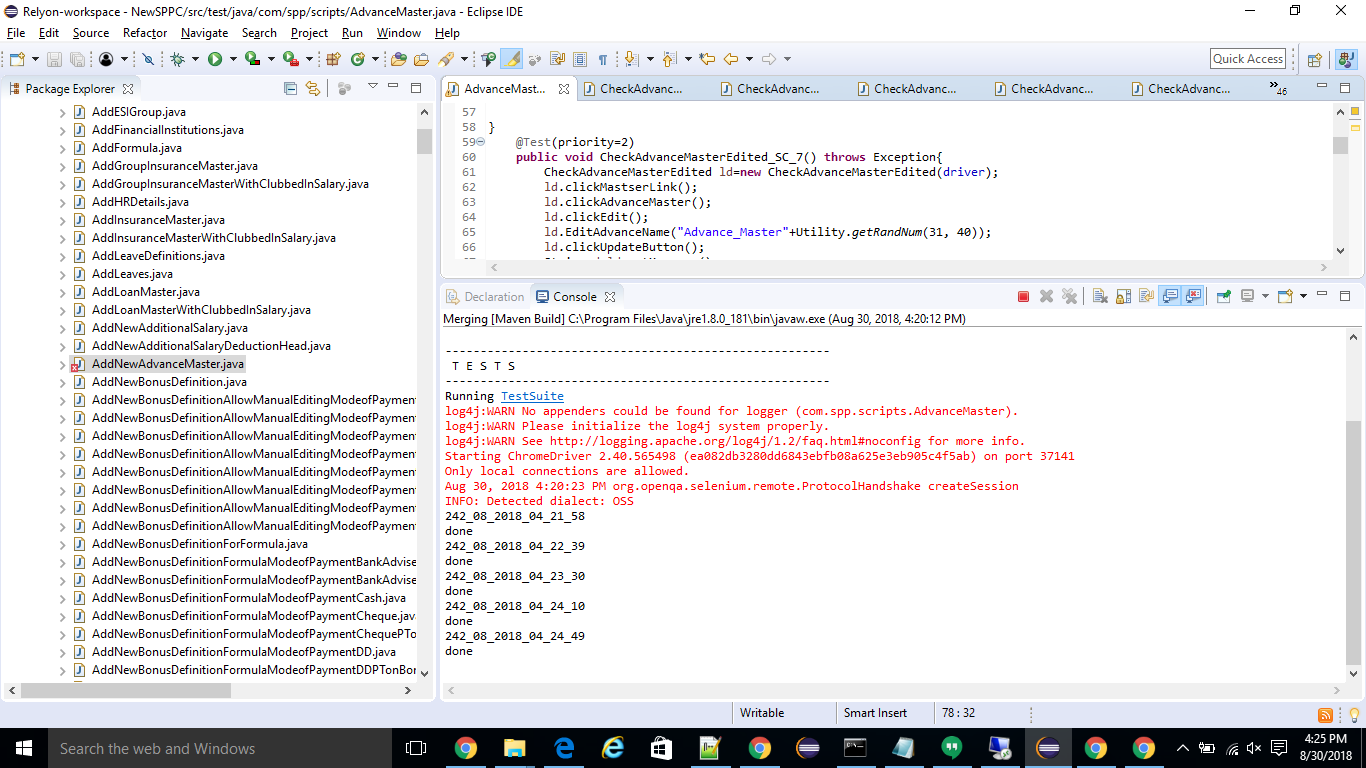 Relyon-workspace - NewSPPC/src/test/java/com/spp/scripts/AdvanceMaster.java - Eclipse IDE
File Edit Source Refactor Navigate Search Project Run Window Help
Quick Access
Package Explorer
AddESIGroup.java
AddFinancialInstitutions.java
AddFormula.java
AddGroupInsuranceMaster.java
AddGroupInsuranceMasterWithClubbedInSalary.java
AddHRDetails.java
AddInsuranceMaster.java
AddInsuranceMasterWithClubbedInSalary.java
AddLeaveDefinitions.java
AddLeaves.java
AddLoanMaster.java
AddLoanMasterWithClubbedInSalary.java
AddNewAdditionalSalary.java
AddNewAdditionalSalaryDeductionHead.java
AddNewAdvanceMaster.java
AddNewBonusDefinition.java
AddNewBonusDefinitionAllowManualEditingModeofPaymen
AddNewBonusDefinitionAllowManualEditingModeofPaymen
AddNewBonusDefinitionAllowManualEditingModeofPaymen
AddNewBonusDefinitionAllowManualEditingModeofPaymen
AddNewBonusDefinitionAllowManualEditingModeofPaymen
AddNewBonusDefinitionAllowManualEditingModeofPaymen
AddNewBonusDefinitionAllowManualEditingModeofPaymen
AddNewBonusDefinitionAllowManualEditingModeofPaymen
AddNewBonusDefinitionForFormula.java
AddNewBonusDefinitionFormulaModeofPaymentBankAdvise
AddNewBonusDefinitionFormulaModeofPaymentBankAdvise
AddNewBonusDefinitionFormulaModeofPaymentCash.java
AddNewBonusDefinitionFormulaModeofPaymentCheque.java
AddNewBonusDefinitionFormulaModeofPaymentChequePTo
AddNewBonusDefinitionFormulaModeofPaymentDD.java
AddNewBonusDefinitionFormulaModeofPaymentDDPTonBor
AdvanceMast... CheckAdvanc... CheckAdvanc... CheckAdvanc... CheckAdvanc... CheckAdvanc... 46
57
58 }
59 @Test(priority=2)
60 public void CheckAdvanceMasterEdited_SC_7() throws Exception{
61 CheckAdvanceMasterEdited ld=new CheckAdvanceMasterEdited(driver);
62 ld.clickMastserLink();
63 ld.clickAdvanceMaster();
64 ld.clickEdit();
65 ld.EditAdvanceName("Advance_Master"+Utility.getRandNum(31, 40));
66 ld.clickUpdateButton();
Declaration Console
Merging [Maven Build] C:\Program Files\Java\jre1.8.0_181\bin\javaw.exe (Aug 30, 2018, 4:20:12 PM)
-------------------------------------------------------
T E S T S
-------------------------------------------------------
Running TestSuite
log4j:WARN No appenders could be found for logger (com.spp.scripts.AdvanceMaster).
log4j:WARN Please initialize the log4j system properly.
log4j:WARN See http://logging.apache.org/log4j/1.2/faq.html#noconfig for more info.
Starting ChromeDriver 2.40.565498 (ea082db3280dd6843ebfb08a625e3eb905c4f5ab) on port 37141
Only local connections are allowed.
Aug 30, 2018 4:20:23 PM org.openqa.selenium.remote.ProtocolHandshake createSession
INFO: Detected dialect: OSS
242_08_2018_04_21_58
done
242_08_2018_04_22_39
done
242_08_2018_04_23_30
done
242_08_2018_04_24_10
done
242_08_2018_04_24_49
done
Writable Smart Insert 78 : 32
Search the web and Windows
4:25 PM
8/30/2018